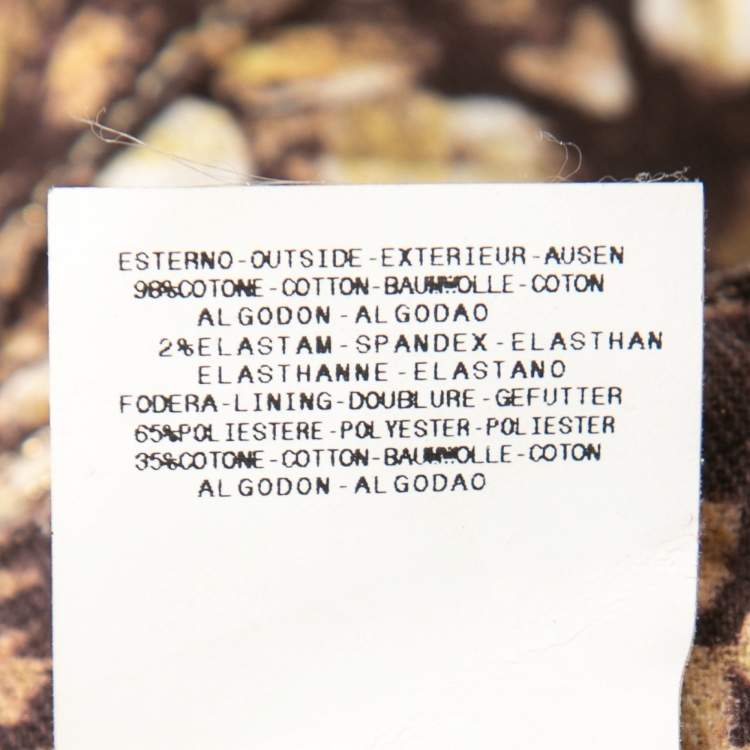 ESTERNO-OUTSIDE-EXTERIEUR-AUSEN
98%COTONE-COTTON-BAUMWOLLE-COTON
ALGODON-ALGODAO
2%ELASTAM-SPANDEX-ELASTHAN
ELASTHANNE-ELASTANO
FODERA-LINING-DOUBLURE-GEFUTTER
65%POLIESTERE-POLYESTER-POLIESTER
35%COTONE-COTTON-BAUMWOLLE-COTON
ALGODON-ALGODAO